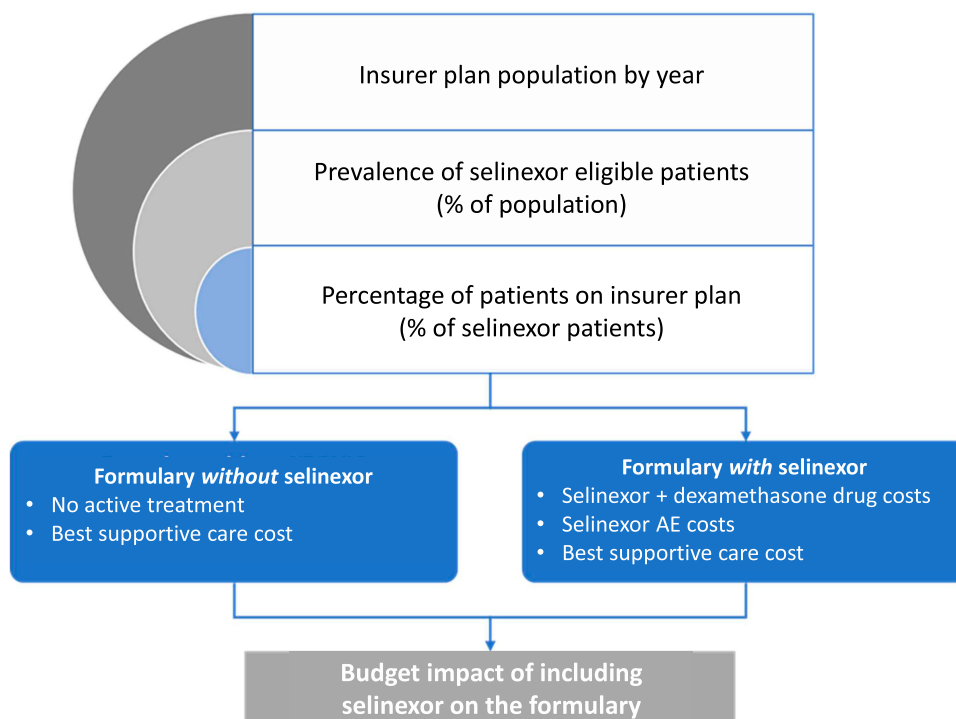 Insurer plan population by year
Prevalence of selinexor eligible patients
(% of population)
Percentage of patients on insurer plan
(% of selinexor patients)
Formulary without selinexor
• No active treatment
• Best supportive care cost
Formulary with selinexor
• Selinexor + dexamethasone drug costs
• Selinexor AE costs
• Best supportive care cost
Budget impact of including
selinexor on the formulary